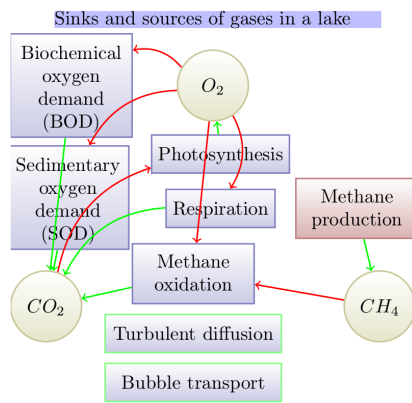 Sinks and sources of gases in a lake
Biochemical
oxygen
demand
(BOD)
O₂
Photosynthesis
Sedimentary
oxygen
demand
(SOD)
Respiration
Methane
production
Methane
oxidation
CO₂
CH₄
Turbulent diffusion
Bubble transport